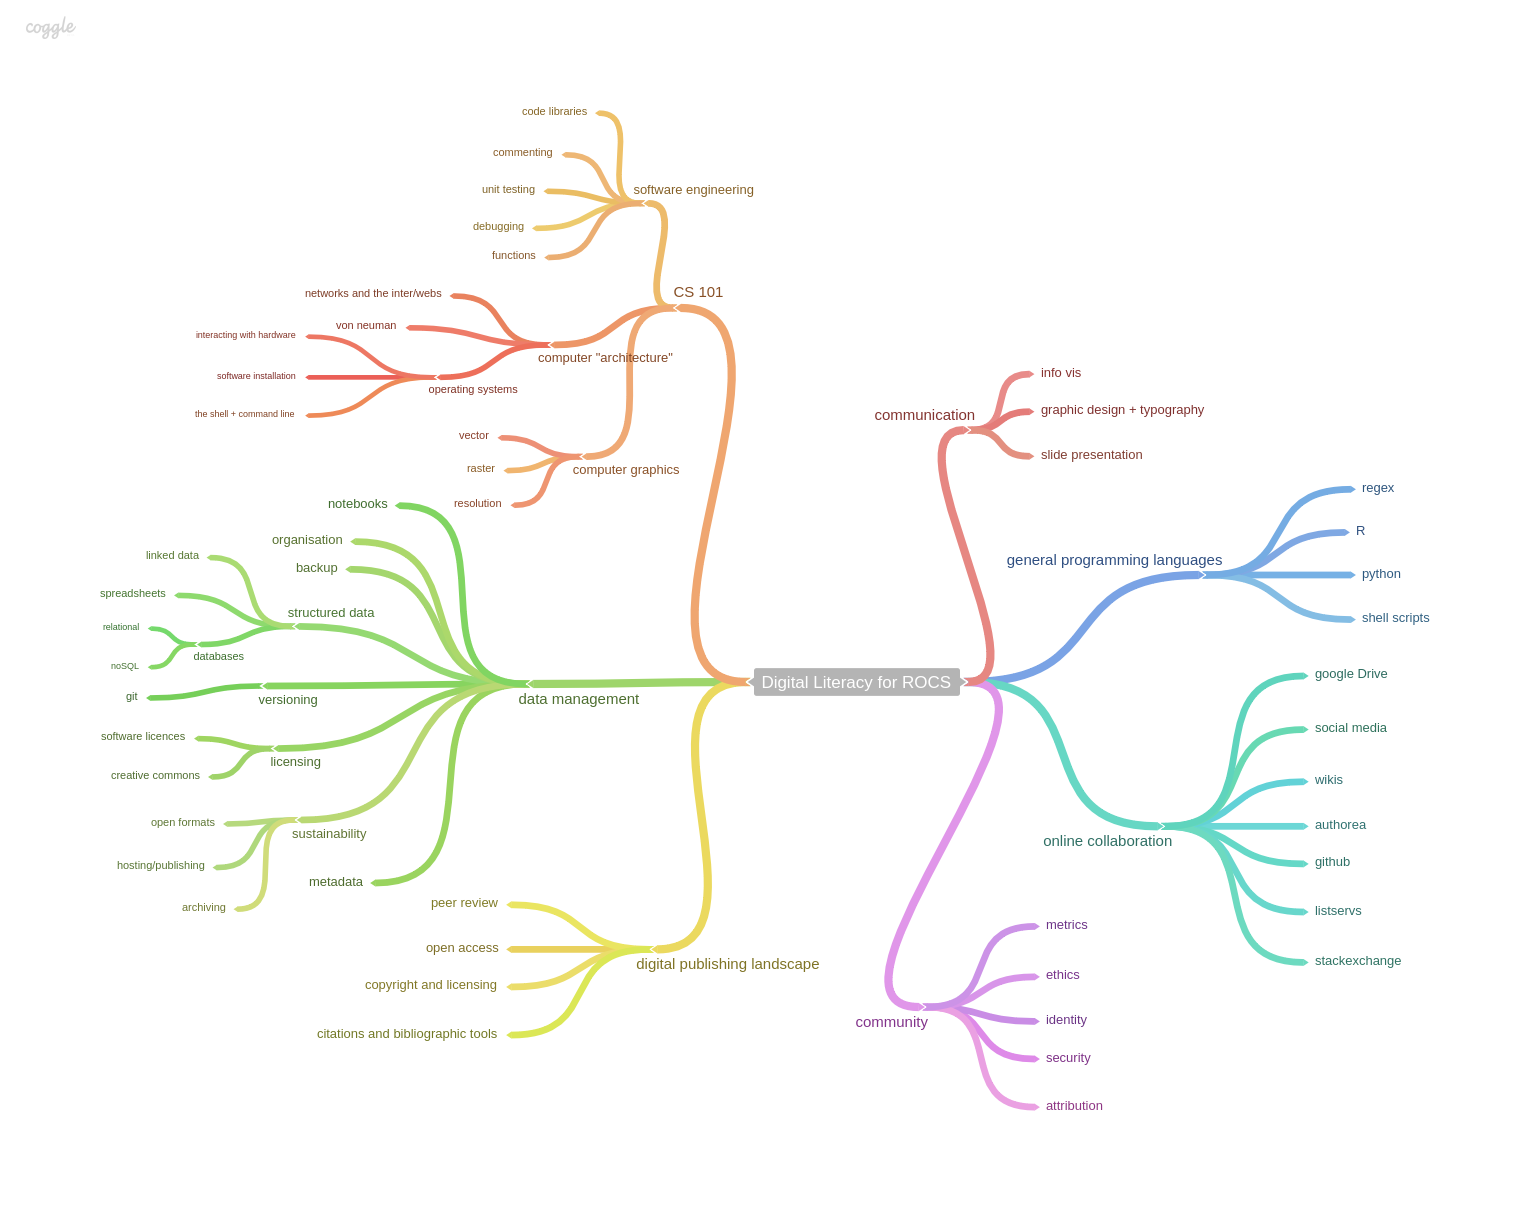 coggle
code libraries
commenting
unit testing
software engineering
debugging
functions
CS 101
networks and the inter/webs
von neuman
interacting with hardware
computer "architecture"
software installation
operating systems
the shell + command line
vector
raster
computer graphics
resolution
notebooks
organisation
backup
linked data
spreadsheets
structured data
relational
databases
noSQL
git
versioning
data management
software licences
licensing
creative commons
open formats
sustainability
hosting/publishing
archiving
metadata
peer review
open access
digital publishing landscape
copyright and licensing
citations and bibliographic tools
Digital Literacy for ROCS
info vis
communication
graphic design + typography
slide presentation
regex
R
general programming languages
python
shell scripts
google Drive
social media
wikis
authorea
online collaboration
github
listservs
stackexchange
metrics
ethics
community
identity
security
attribution